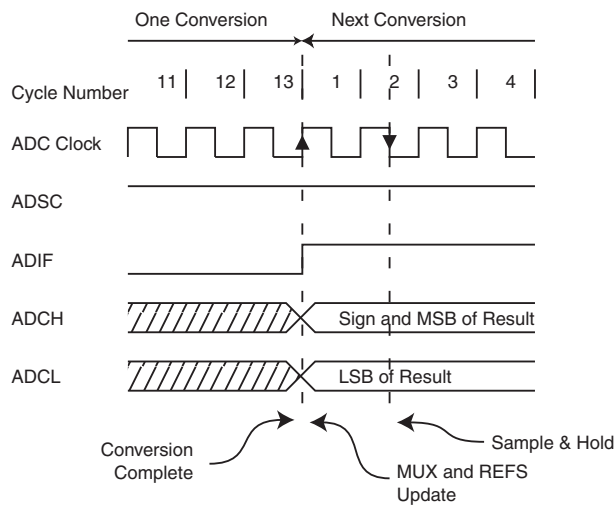 One Conversion Next Conversion
Cycle Number 11 12 13 1 2 3 4
ADC Clock
ADSC
ADIF
ADCH Sign and MSB of Result
ADCL LSB of Result
Conversion
Complete
MUX and REFS
Update
Sample & Hold